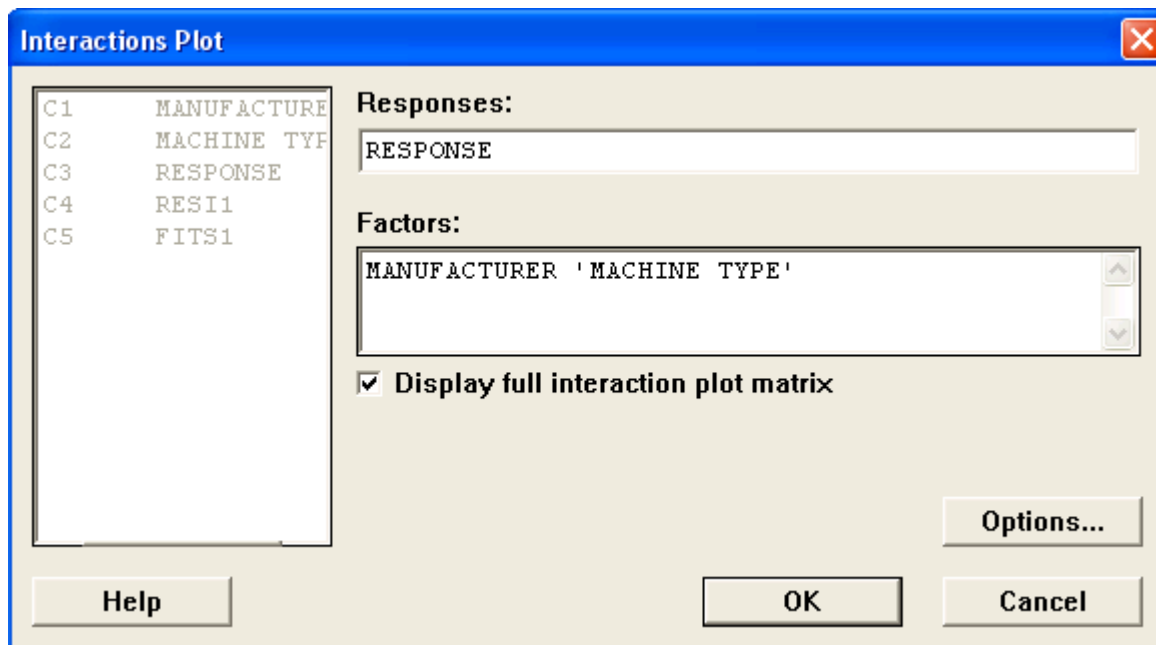 Interactions Plot
C1 MANUFACTURE
C2 MACHINE TYP
C3 RESPONSE
C4 RESI1
C5 FITS1
Responses:
RESPONSE
Factors:
MANUFACTURER 'MACHINE TYPE'
Display full interaction plot matrix
Options...
Help
OK
Cancel